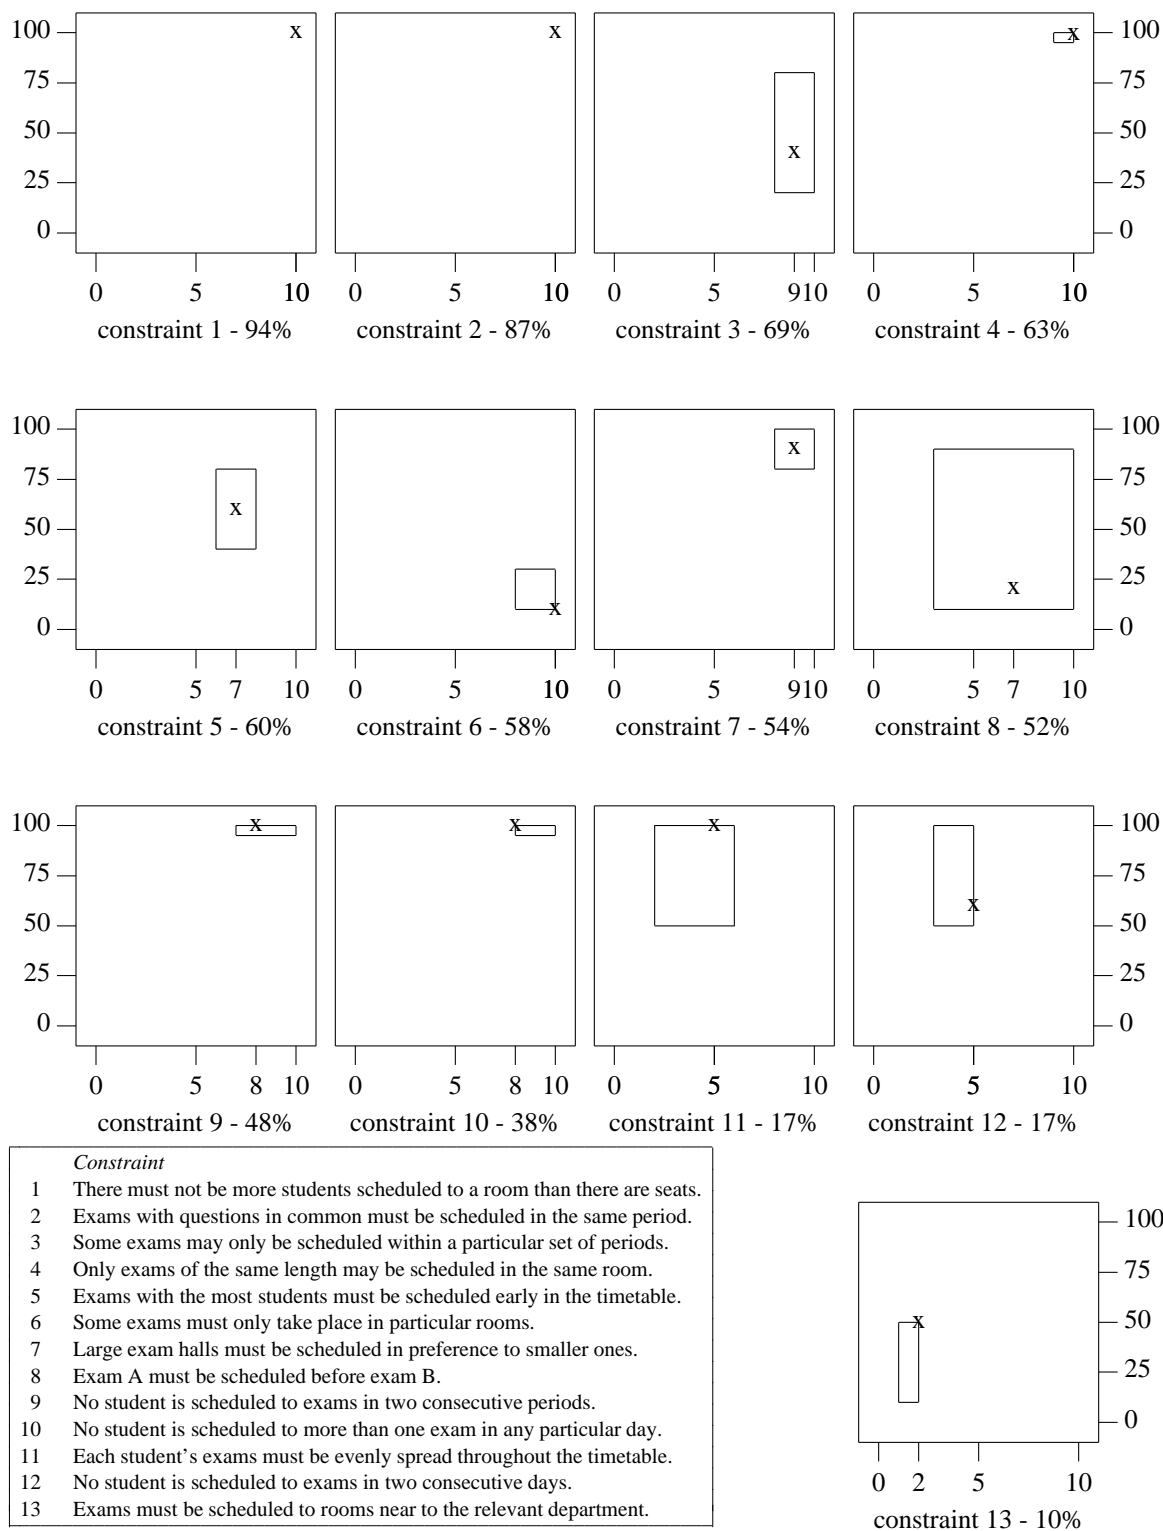 100
75
50
25
0
x
x
x
x
100
75
50
25
0
0 5 10
0 5 10
0 5 910
0 5 10
constraint 1 - 94%
constraint 2 - 87%
constraint 3 - 69%
constraint 4 - 63%
100
75
50
25
0
x
x
x
x
100
75
50
25
0
0 5 7 10
0 5 10
0 5 910
0 5 7 10
constraint 5 - 60%
constraint 6 - 58%
constraint 7 - 54%
constraint 8 - 52%
100
75
50
25
0
x
x
x
x
100
75
50
25
0
0 5 8 10
0 5 8 10
0 5 10
0 5 10
constraint 9 - 48%
constraint 10 - 38%
constraint 11 - 17%
constraint 12 - 17%
Constraint
1 There must not be more students scheduled to a room than there are seats.
2 Exams with questions in common must be scheduled in the same period.
3 Some exams may only be scheduled within a particular set of periods.
4 Only exams of the same length may be scheduled in the same room.
5 Exams with the most students must be scheduled early in the timetable.
6 Some exams must only take place in particular rooms.
7 Large exam halls must be scheduled in preference to smaller ones.
8 Exam A must be scheduled before exam B.
9 No student is scheduled to exams in two consecutive periods.
10 No student is scheduled to more than one exam in any particular day.
11 Each student's exams must be evenly spread throughout the timetable.
12 No student is scheduled to exams in two consecutive days.
13 Exams must be scheduled to rooms near to the relevant department.
x
100
75
50
25
0
0 2 5 10
constraint 13 - 10%